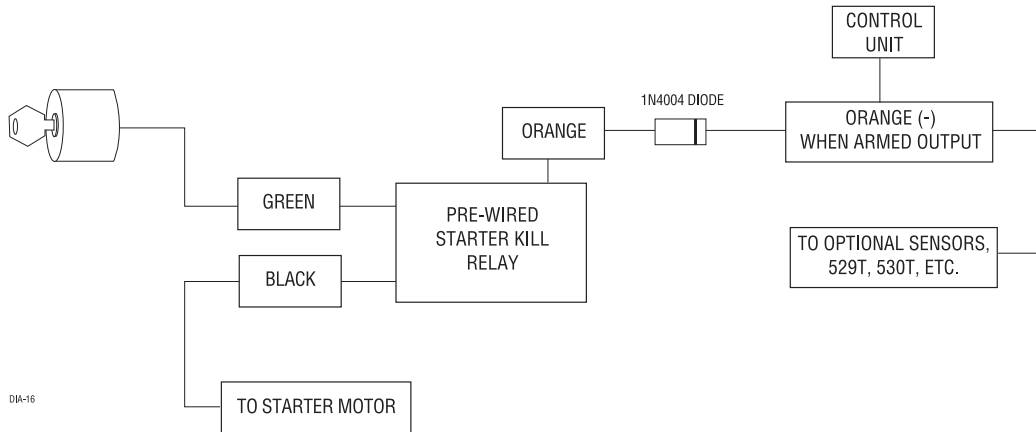 CONTROL
UNIT
1N4004 DIODE
ORANGE
ORANGE (-)
WHEN ARMED OUTPUT
GREEN
PRE-WIRED
STARTER KILL
RELAY
TO OPTIONAL SENSORS,
529T, 530T, ETC.
BLACK
TO STARTER MOTOR
DIA-16